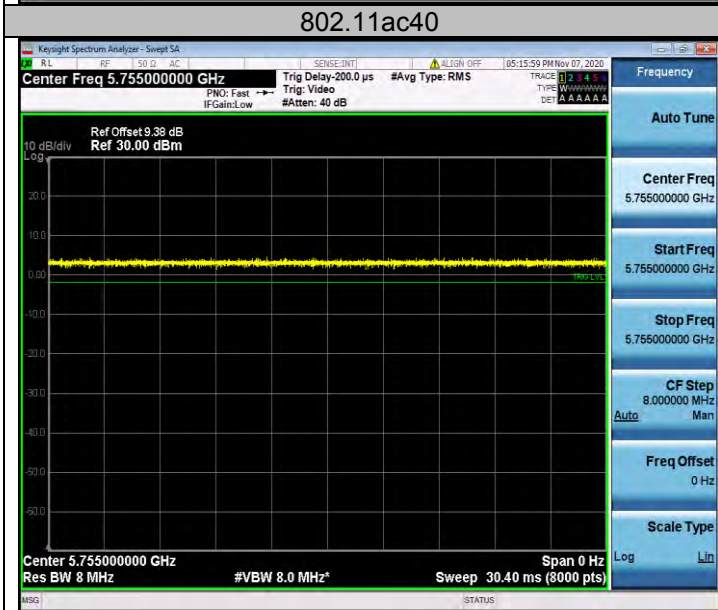 802.11ac40
Keysight Spectrum Analyzer - Swept SA
RL RF 50 Ω AC SENSE:INT ALIGN OFF 05:15:59 PM Nov 07, 2020
Center Freq 5.755000000 GHz
PNO: Fast
IFGain:Low
Trig Delay-200.0 µs
Trig: Video
#Atten: 40 dB
#Avg Type: RMS
TRACE 1 2 3 4 5 6
TYPE W
DET A A A A A A
Ref Offset 9.38 dB
10 dB/div Ref 30.00 dBm
Log
20.0
10.0
0.00
TRIG LVL
-10.0
-20.0
-30.0
-40.0
-50.0
-60.0
Center 5.755000000 GHz Span 0 Hz
Res BW 8 MHz #VBW 8.0 MHz* Sweep 30.40 ms (8000 pts)
MSG STATUS
Frequency
Auto Tune
Center Freq
5.755000000 GHz
Start Freq
5.755000000 GHz
Stop Freq
5.755000000 GHz
CF Step
8.000000 MHz
Auto Man
Freq Offset
0 Hz
Scale Type
Log Lin